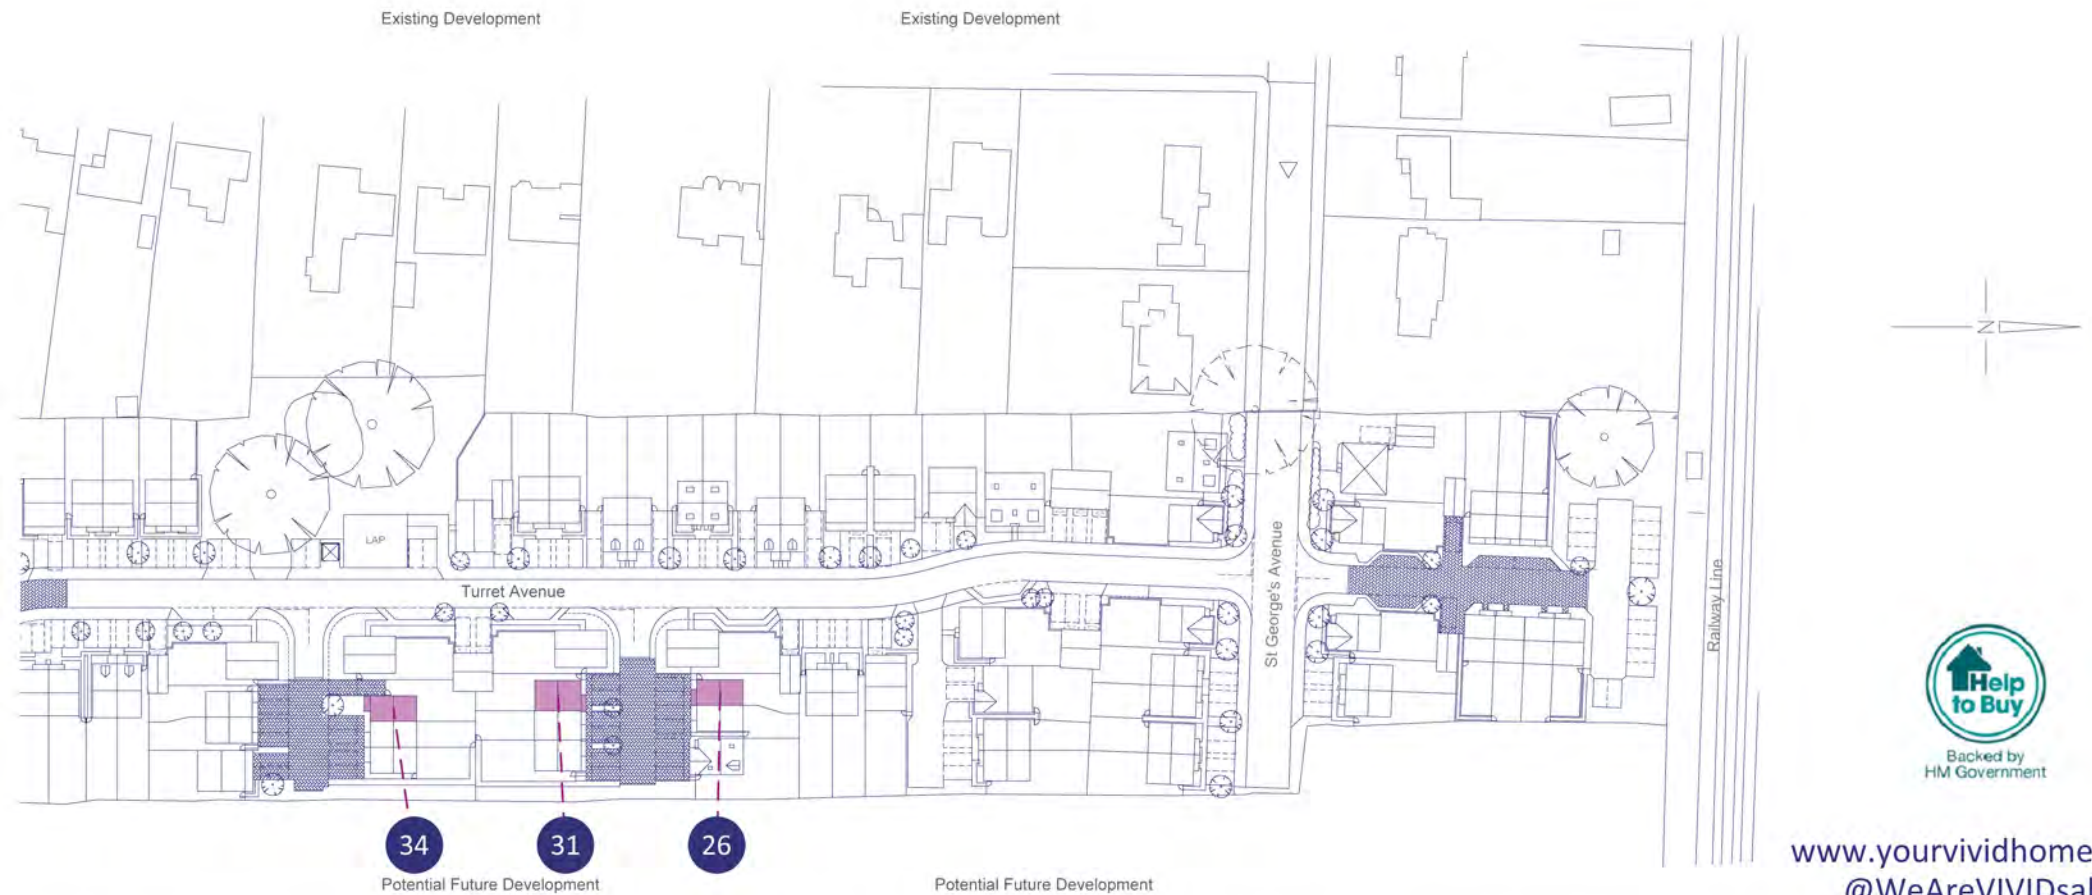 Existing Development
Existing Development
N
LAP
Turret Avenue
St George's Avenue
Railway Line
Help
to Buy
Backed by
HM Government
34
31
26
Potential Future Development
Potential Future Development
www.yourvividhome
@WeAreVIVIDsal